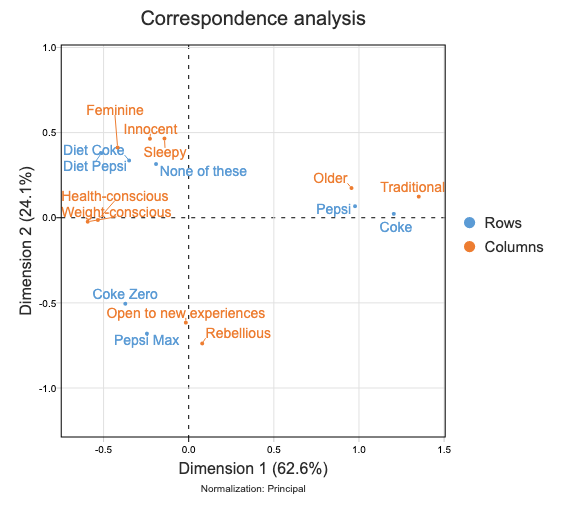 Correspondence analysis
1.0
Feminine
Innocent
0.5
Diet Coke
Sleepy
Diet Pepsi
None of these
Older
Traditional
Health-conscious
Pepsi
Weight-conscious
0.0
Coke
Rows
Columns
Dimension 2 (24.1%)
Coke Zero
-0.5
Open to new experiences
Rebellious
Pepsi Max
-1.0
-0.5 0.0 0.5 1.0 1.5
Dimension 1 (62.6%)
Normalization: Principal